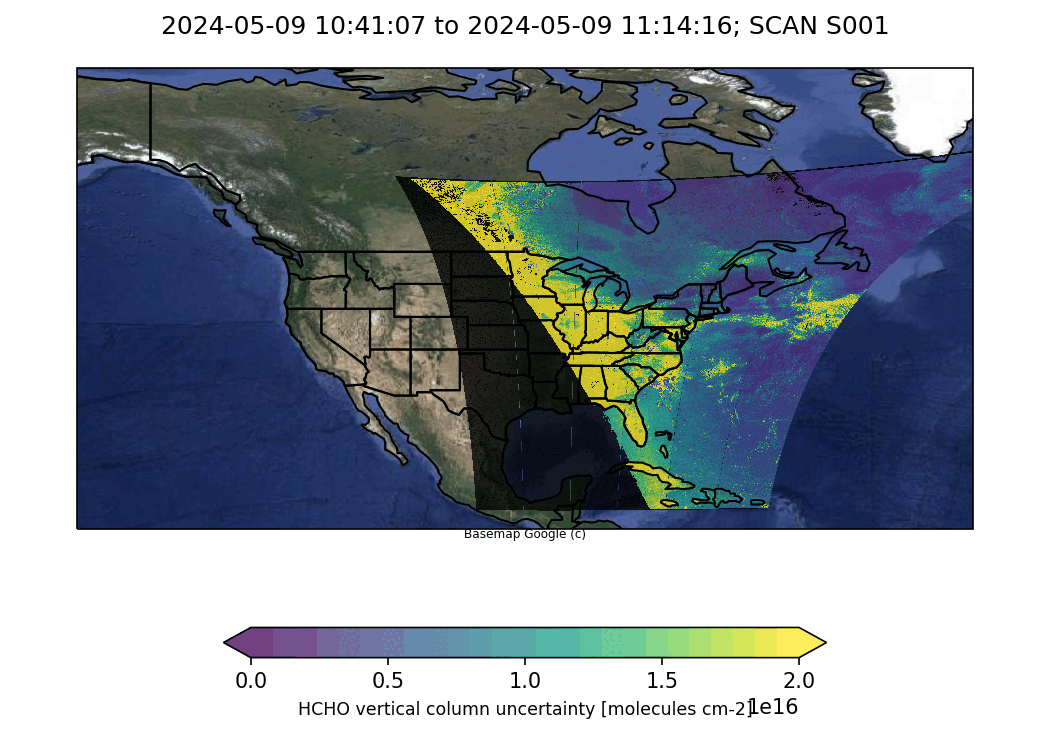 2024-05-09 10:41:07 to 2024-05-09 11:14:16; SCAN S001
Basemap Google (c)
0.0 0.5 1.0 1.5 2.0
HCHO vertical column uncertainty [molecules cm-2] 1e16